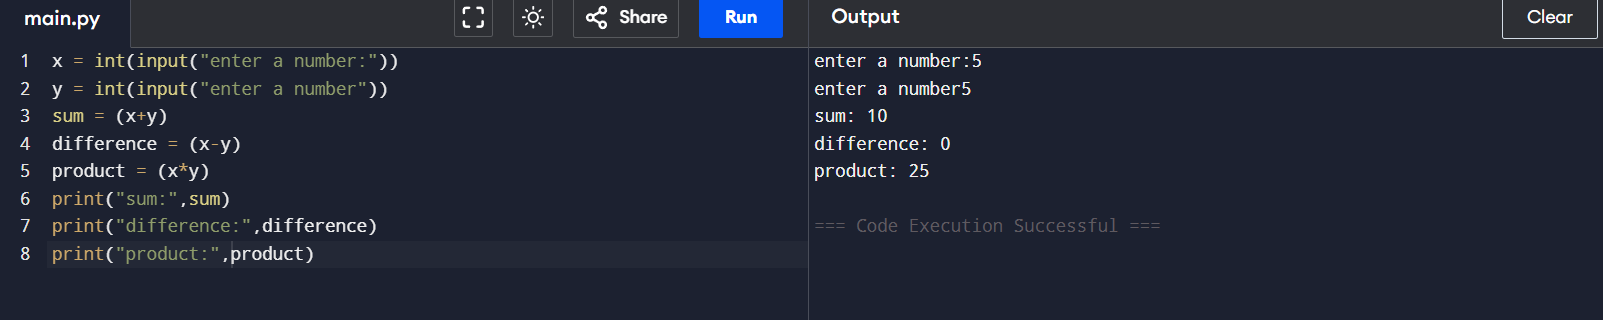 main.py
Share
Run
Output
Clear
1 x = int(input("enter a number:"))
2 y = int(input("enter a number"))
3 sum = (x+y)
4 difference = (x-y)
5 product = (x*y)
6 print("sum:",sum)
7 print("difference:",difference)
8 print("product:",product)
enter a number:5
enter a number5
sum: 10
difference: 0
product: 25
=== Code Execution Successful ===